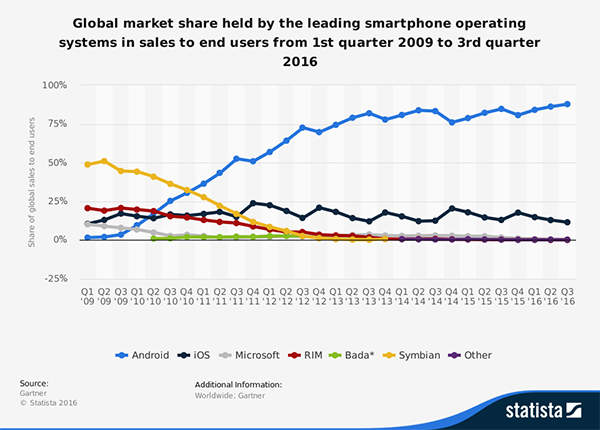 Global market share held by the leading smartphone operating
systems in sales to end users from 1st quarter 2009 to 3rd quarter
2016
Share of global sales to end users
100%
75%
50%
25%
0%
-25%
Q1 Q2 Q3 Q4 Q1 Q2 Q3 Q4 Q1 Q2 Q3 Q4 Q1 Q2 Q3 Q4 Q1 Q2 Q3 Q4 Q1 Q2 Q3 Q4 Q1 Q2 Q3 Q4 Q1 Q2 Q3
'09 '09 '09 '09 '10 '10 '10 '10 '11 '11 '11 '11 '12 '12 '12 '12 '13 '13 '13 '13 '14 '14 '14 '14 '15 '15 '15 '15 '16 '16 '16
Android iOS Microsoft RIM Bada* Symbian Other
Source:
Gartner
© Statista 2016
Additional Information:
Worldwide; Gartner
statista